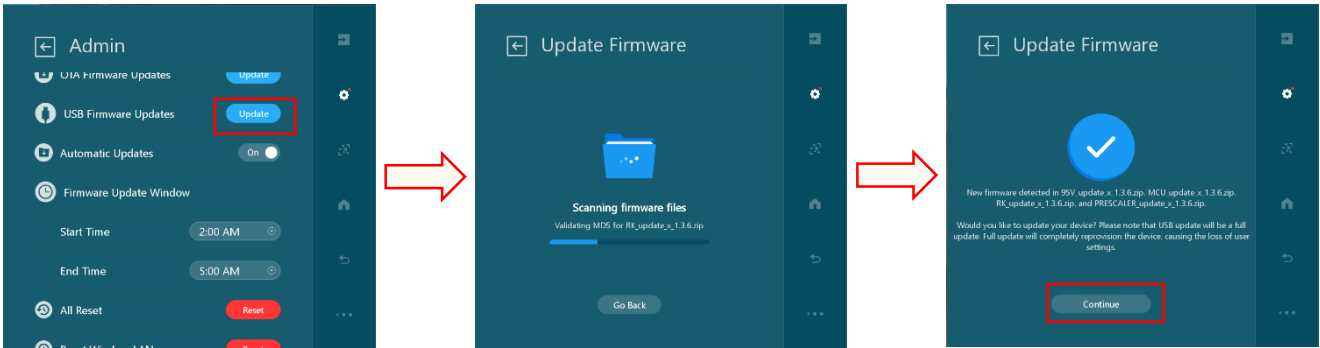 Admin
OTA Firmware Updates
Update
USB Firmware Updates
Update
Automatic Updates
On
Firmware Update Window
Start Time
2:00 AM
End Time
5:00 AM
All Reset
Reset
Update Firmware
Scanning firmware files
Validating MD5 for RK_update_x_1.3.6.zip
Go Back
Update Firmware
New firmware detected in 95V_update_x_1.3.6.zip, MCU_update_x_1.3.6.zip,
RK_update_x_1.3.6.zip, and PRESCALER_update_x_1.3.6.zip.
Would you like to update your device? Please note that USB update will be a full
update. Full update will completely reprovision the device, causing the loss of user
settings.
Continue